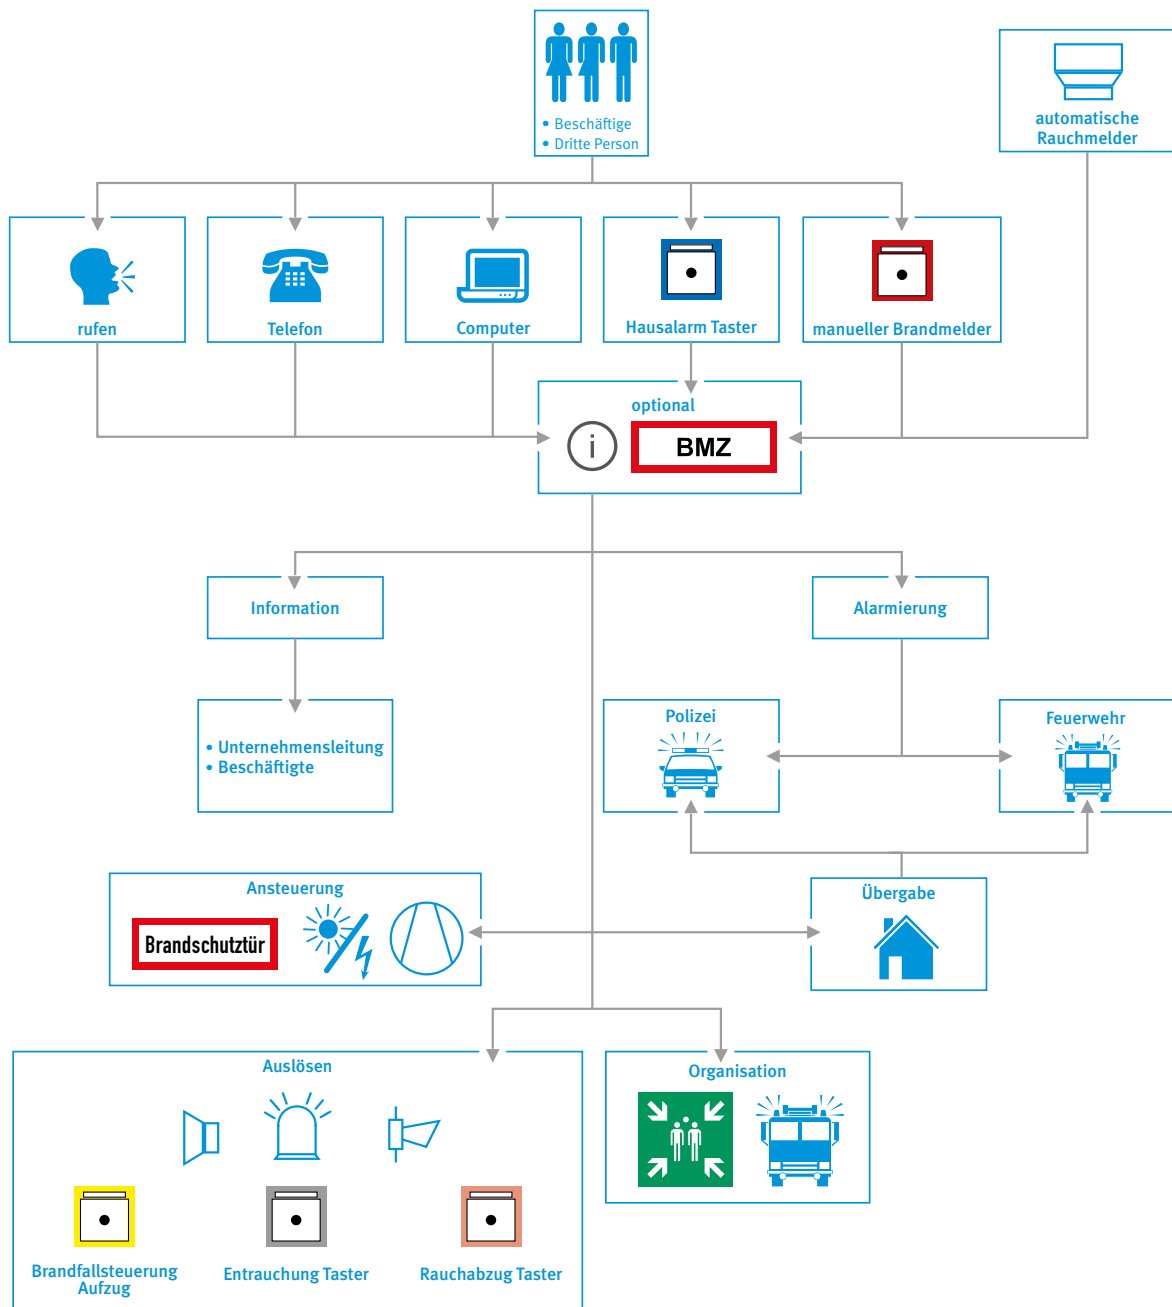 • Beschäftige
• Dritte Person
automatische
Rauchmelder
rufen
Telefon
Computer
Hausalarm Taster
manueller Brandmelder
optional
i
BMZ
Information
Alarmierung
• Unternehmensleitung
• Beschäftigte
Polizei
Feuerwehr
Ansteuerung
Brandschutztür
Übergabe
Auslösen
Organisation
Brandfallsteuerung
Aufzug
Entrauchung Taster
Rauchabzug Taster